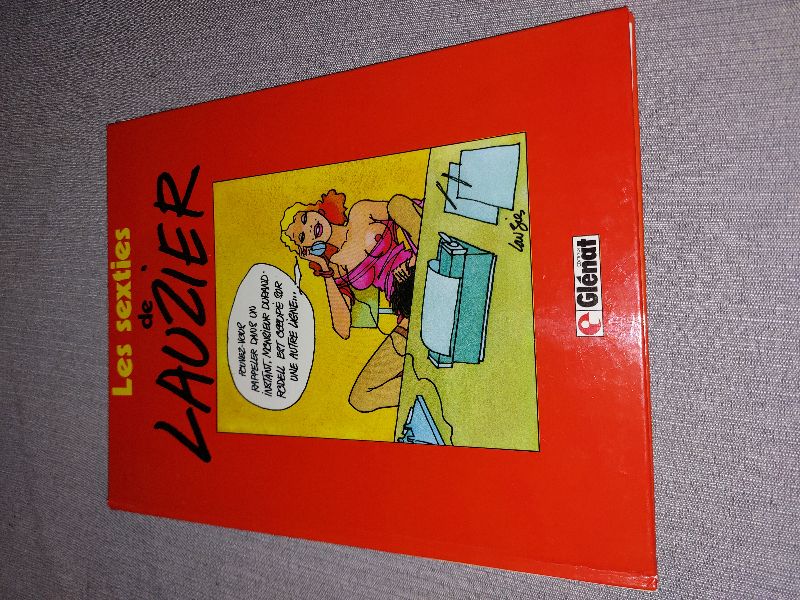 Les sexties
de
LAUZIER
POUVEZ-VOUS
RAPPELER DANS UN
INSTANT, MONSIEUR DURAND-
RODELL EST OCCUPÉ SUR
UNE AUTRE LIGNE...
Lauzier
Glénat